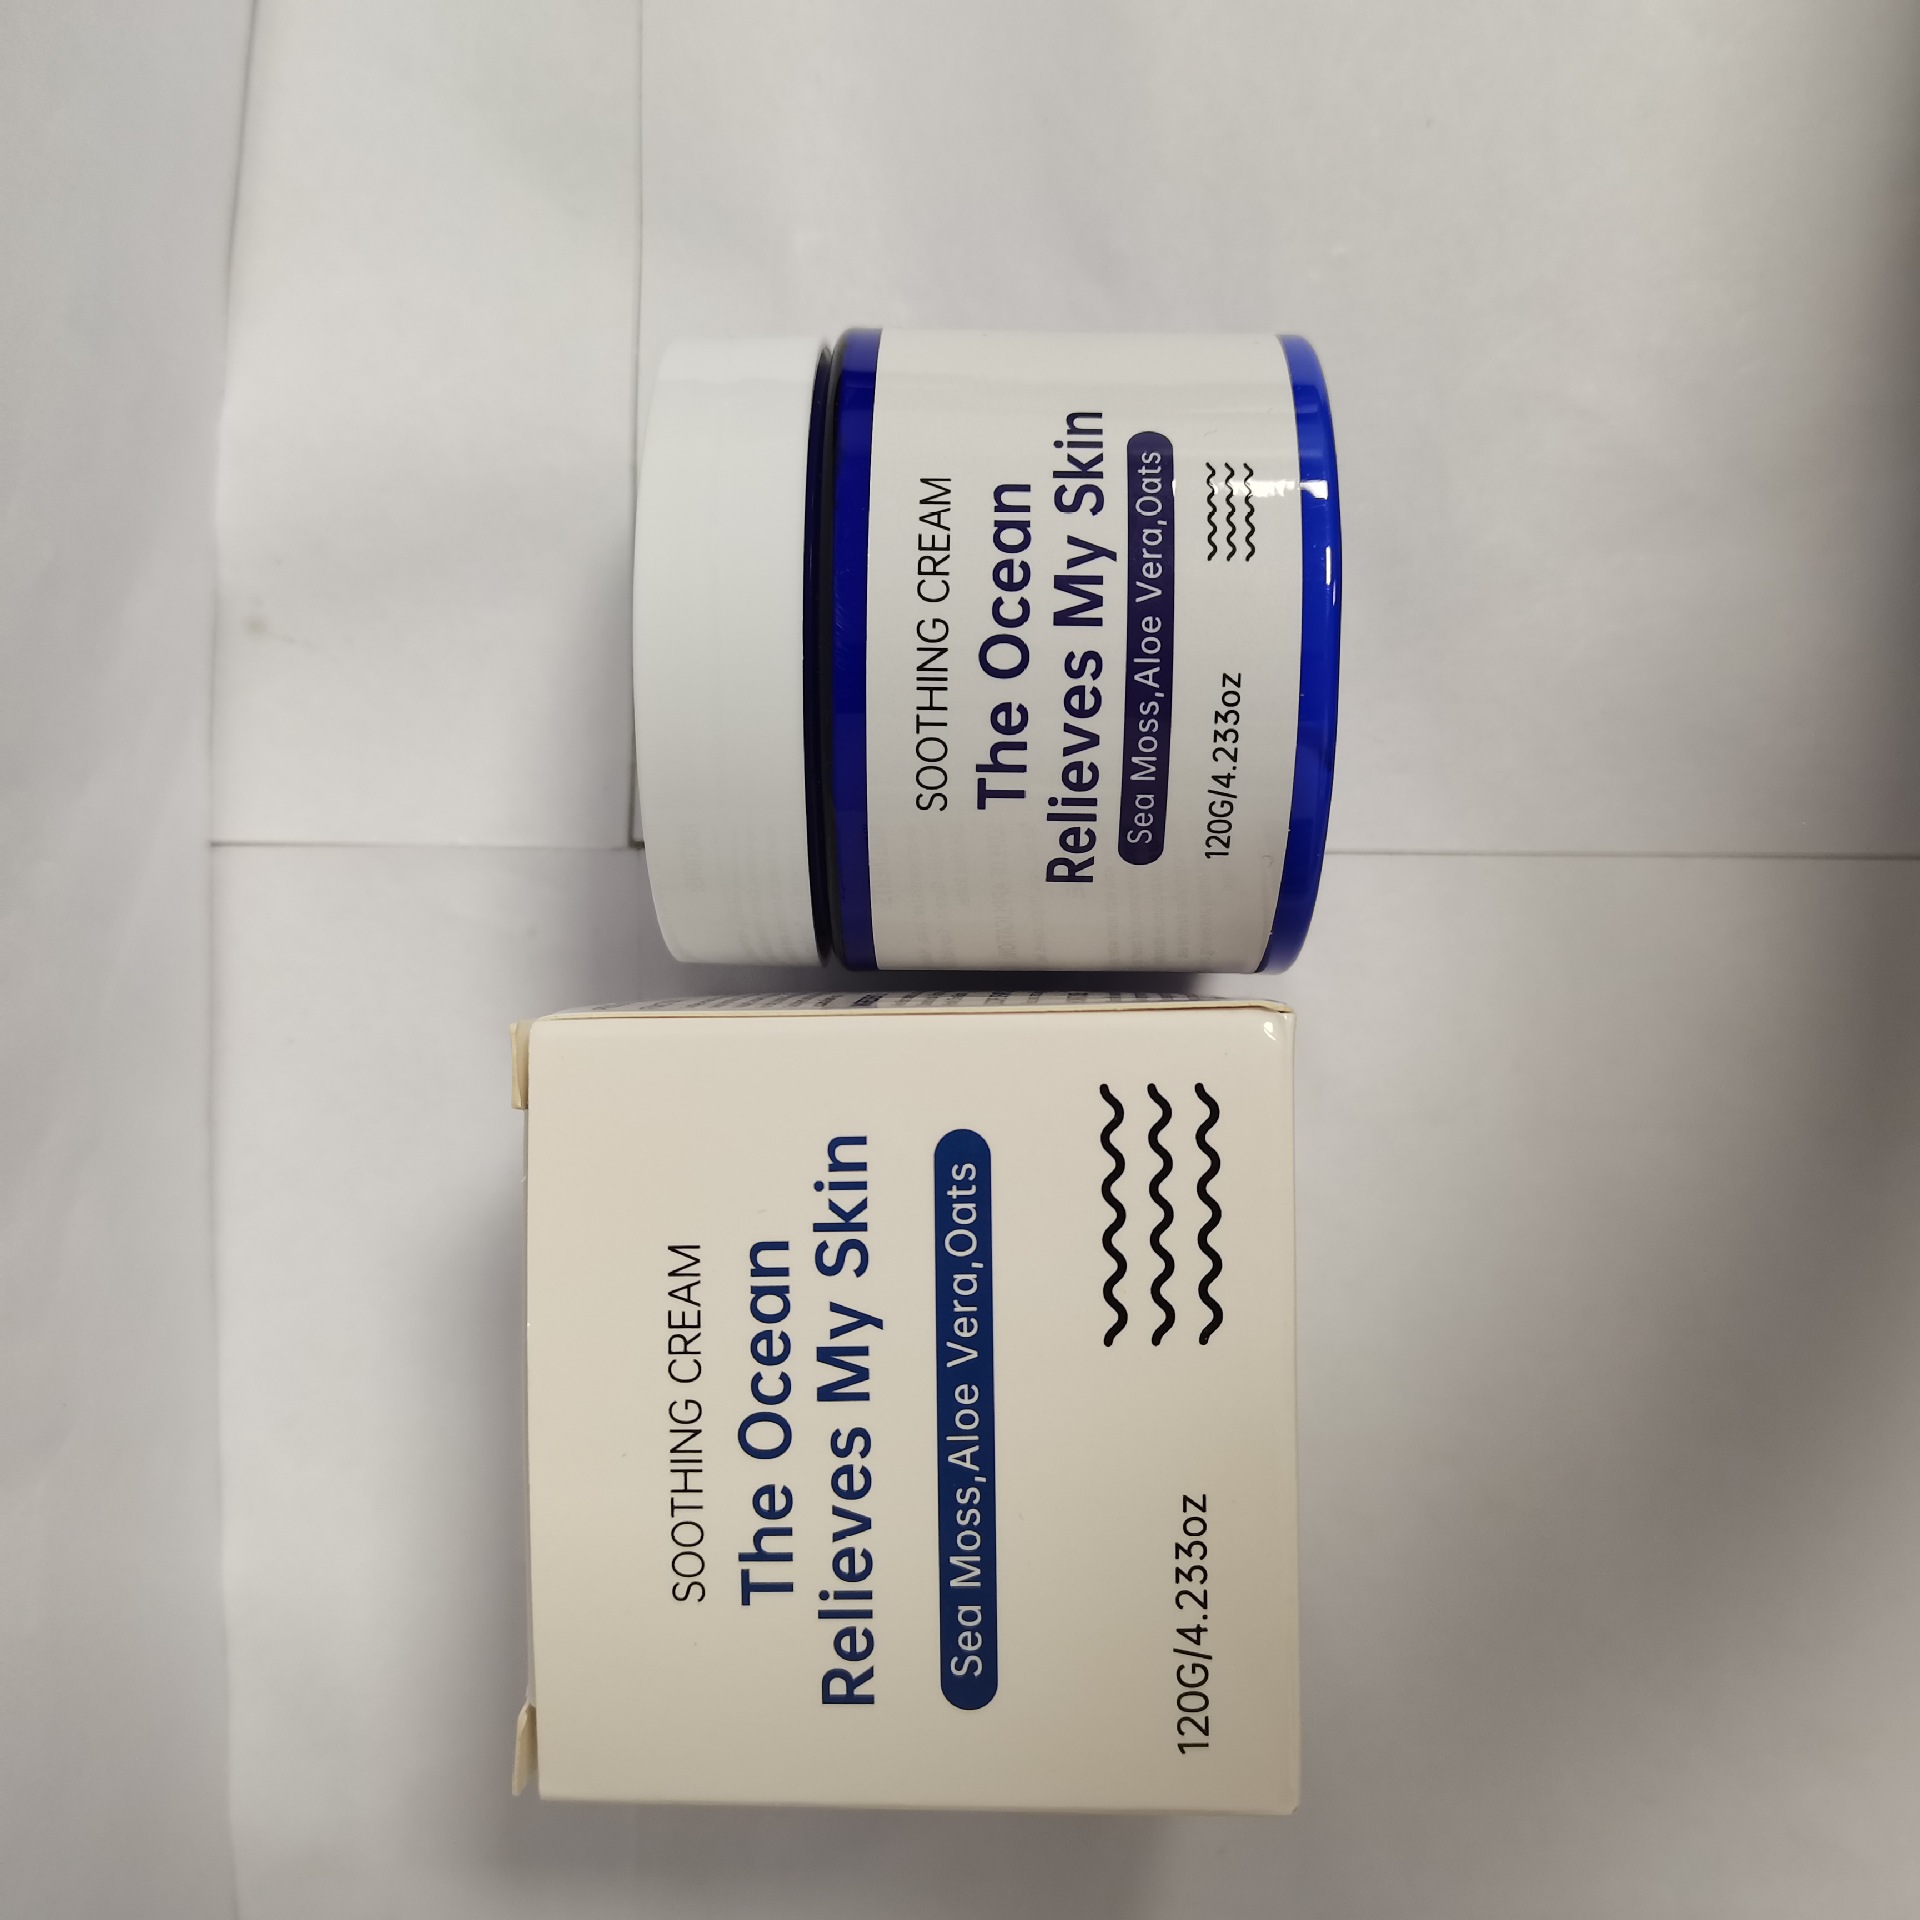 SOOTHING CREAM
The Ocean
Relieves My Skin
Sea Moss,Aloe Vera,Oats
120G/4.233oz
SOOTHING CREAM
The Ocean
Relieves My Skin
Sea Moss,Aloe Vera,Oats
120G/4.233oz